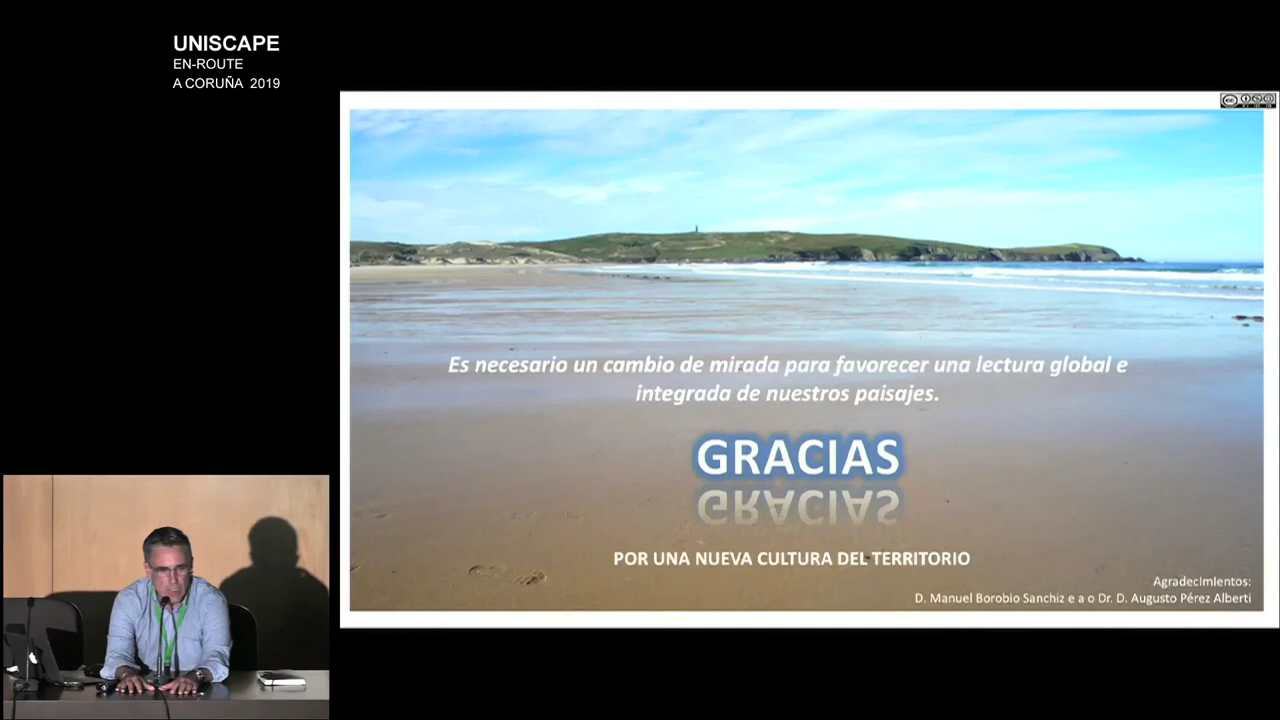 UNISCAPE
EN-ROUTE
A CORUÑA 2019
Es necesario un cambio de mirada para favorecer una lectura global e
integrada de nuestros paisajes.
GRACIAS
POR UNA NUEVA CULTURA DEL TERRITORIO
Agradecimientos:
D. Manuel Borobio Sanchiz e a o Dr. D. Augusto Pérez Alberti